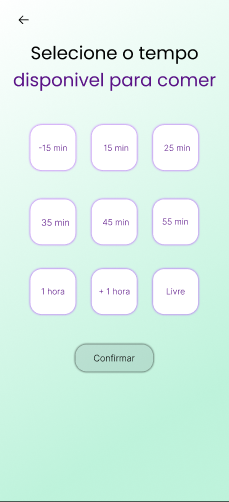 Selecione o tempo
disponivel para comer
-15 min 15 min 25 min
35 min 45 min 55 min
1 hora + 1 hora Livre
Confirmar